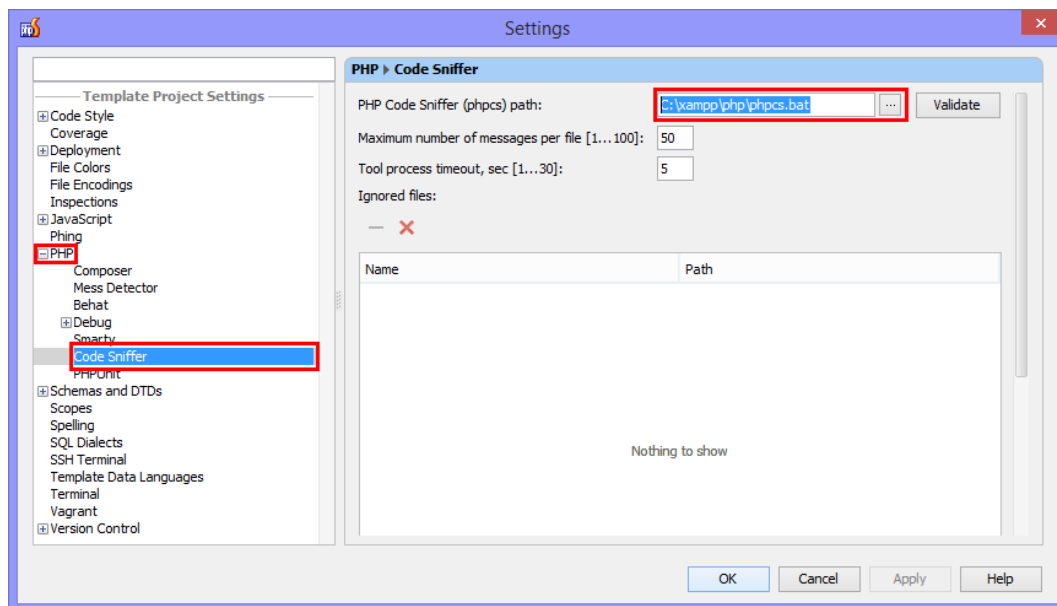 Settings
Template Project Settings
Code Style
Coverage
Deployment
File Colors
File Encodings
Inspections
JavaScript
Phing
PHP
Composer
Mess Detector
Behat
Debug
Smarty
Code Sniffer
PHPUnit
Schemas and DTDs
Scopes
Spelling
SQL Dialects
SSH Terminal
Template Data Languages
Terminal
Vagrant
Version Control
PHP Code Sniffer
PHP Code Sniffer (phpcs) path: C:\xampp\php\phpcs.bat ... Validate
Maximum number of messages per file [1...100]: 50
Tool process timeout, sec [1...30]: 5
Ignored files:
Name Path
Nothing to show
OK Cancel Apply Help